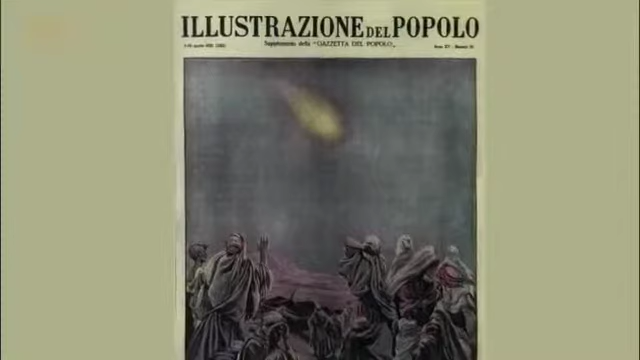 ILLUSTRAZIONE DEL POPOLO
Supplemento della "GAZZETTA DEL POPOLO"